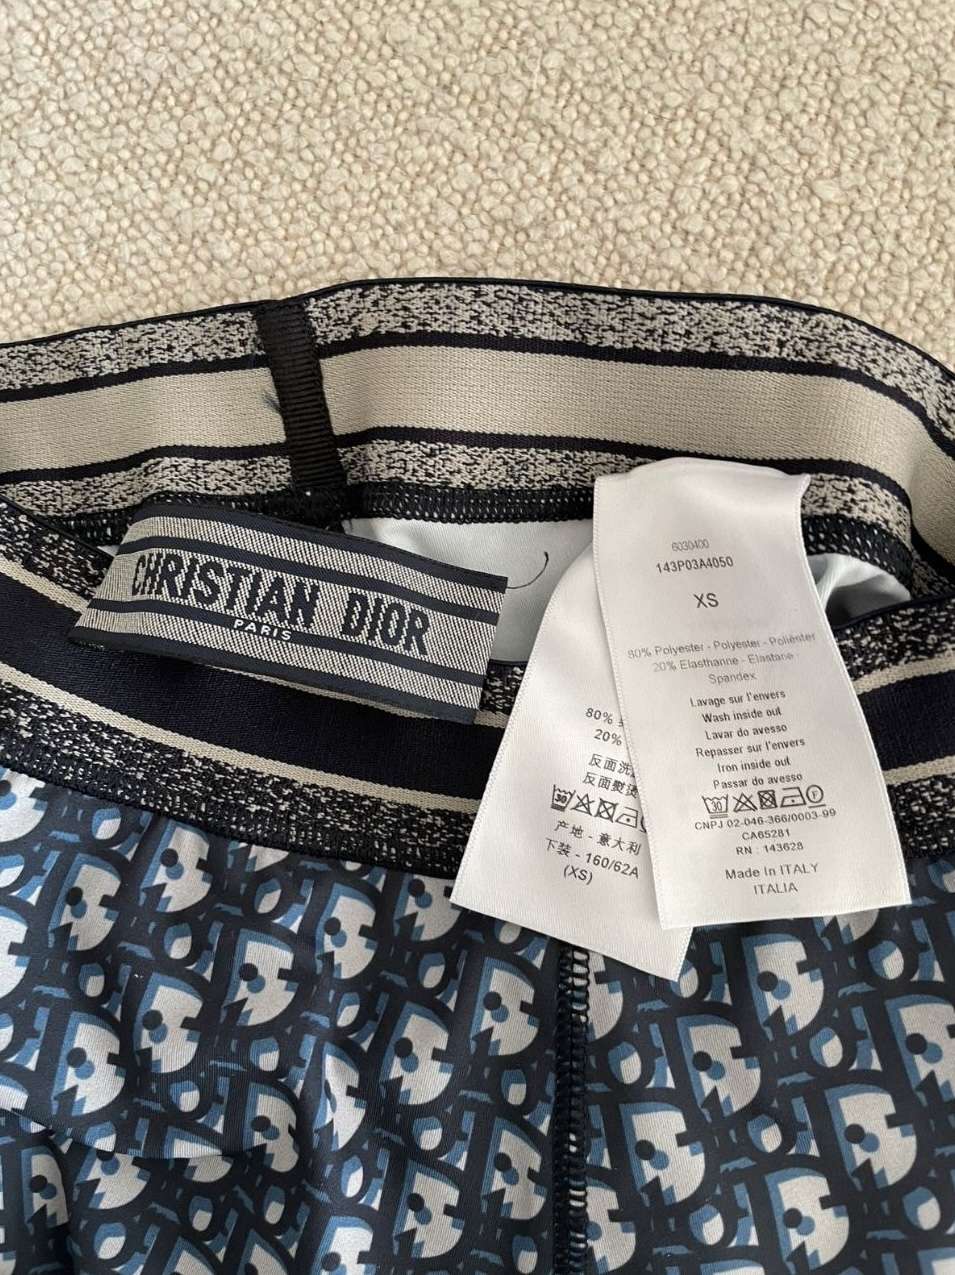 CHRISTIAN DIOR
PARIS
6030400
143P03A4050
XS
80% Polyester - Polyester - Poliéster
20% Elasthanne - Elastane -
Spandex
Lavage sur l'envers
Wash inside out
Lavar do avesso
Repasser sur l'envers
Iron inside out
Passar do avesso
30
F
CNPJ 02-046-366/0003-99
CA65281
RN : 143628
Made In ITALY
ITALIA
80%
20%
反面洗
反面熨烫
30
产地 - 意大利
下装 - 160/62A
(XS)